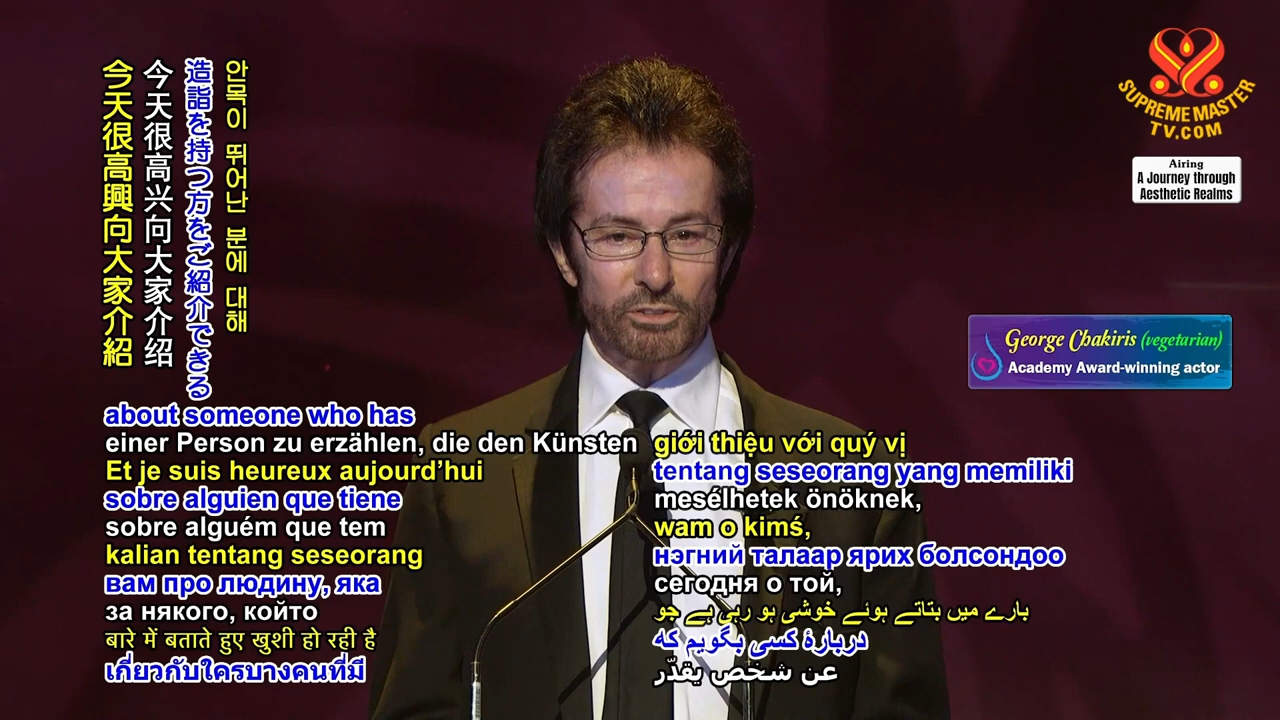 今天很高興向大家介紹
今天很高兴向大家介绍
造詣を持つ方をご紹介できる
안목이 뛰어난 분에 대해
about someone who has
einer Person zu erzählen, die den Künsten
Et je suis heureux aujourd’hui
sobre alguien que tiene
sobre alguém que tem
kalian tentang seseorang
вам про людину, яка
за някого, който
बारे में बताते हुए खुशी हो रही है
เกี่ยวกับใครบางคนที่มี
giới thiệu với quý vị
tentang seseorang yang memiliki
mesélhetek önöknek,
wam o kimś,
нэгний талаар ярих болсондоо
сегодня о той,
بارے میں بتاتے ہوئے خوشی ہو رہی ہے جو
دربارهٔ کسی بگویم که
عن شخص يقدّر
SUPREME MASTER
TV.COM
Airing
A Journey through
Aesthetic Realms
George Chakiris (vegetarian)
Academy Award-winning actor